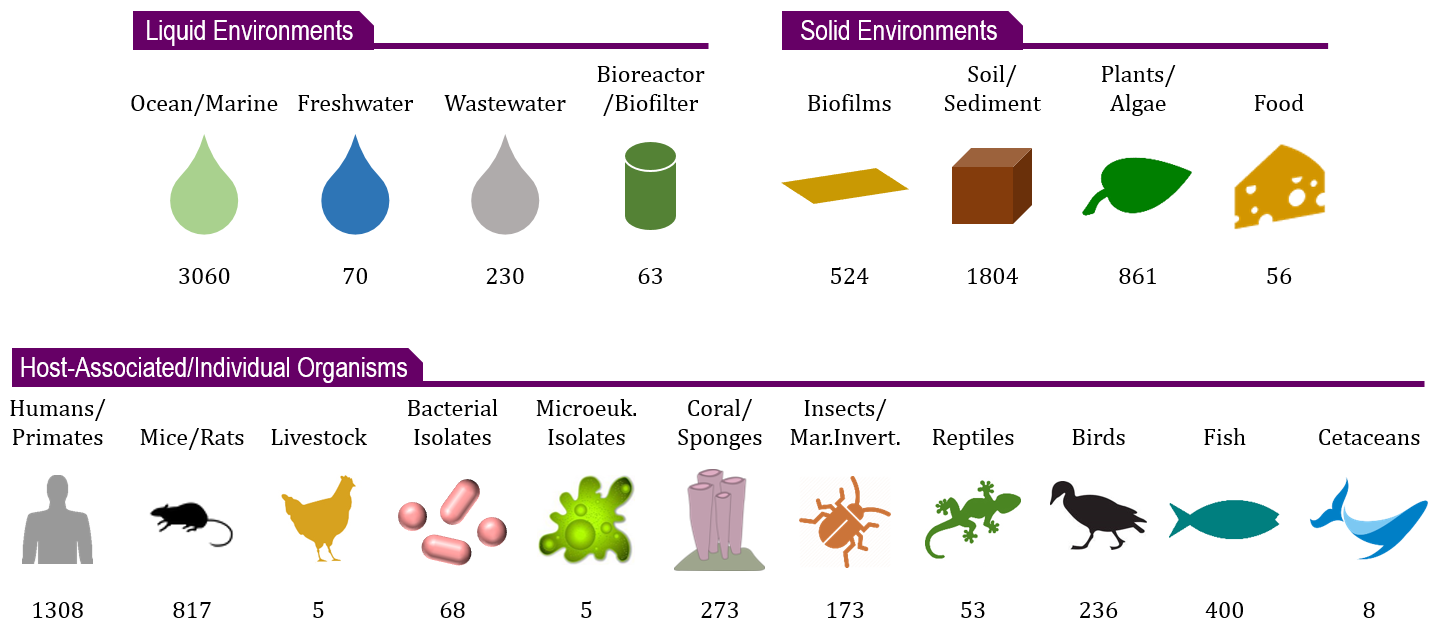 Liquid Environments
Solid Environments
Ocean/Marine
Freshwater
Wastewater
Bioreactor
/Biofilter
Biofilms
Soil/
Sediment
Plants/
Algae
Food
3060
70
230
63
524
1804
861
56
Host-Associated/Individual Organisms
Humans/
Primates
Mice/Rats
Livestock
Bacterial
Isolates
Microeuk.
Isolates
Coral/
Sponges
Insects/
Mar.Invert.
Reptiles
Birds
Fish
Cetaceans
1308
817
5
68
5
273
173
53
236
400
8